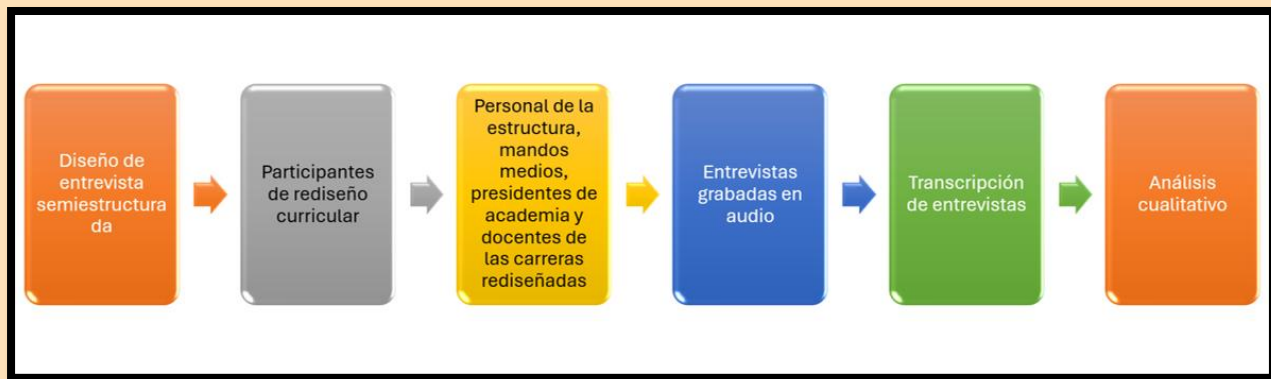 Diseño de
entrevista
semiestructura
da
Participantes
de rediseño
curricular
Personal de la
estructura,
mandos
medios,
presidentes de
academia y
docentes de
las carreras
rediseñadas
Entrevistas
grabadas en
audio
Transcripción
de entrevistas
Análisis
cualitativo